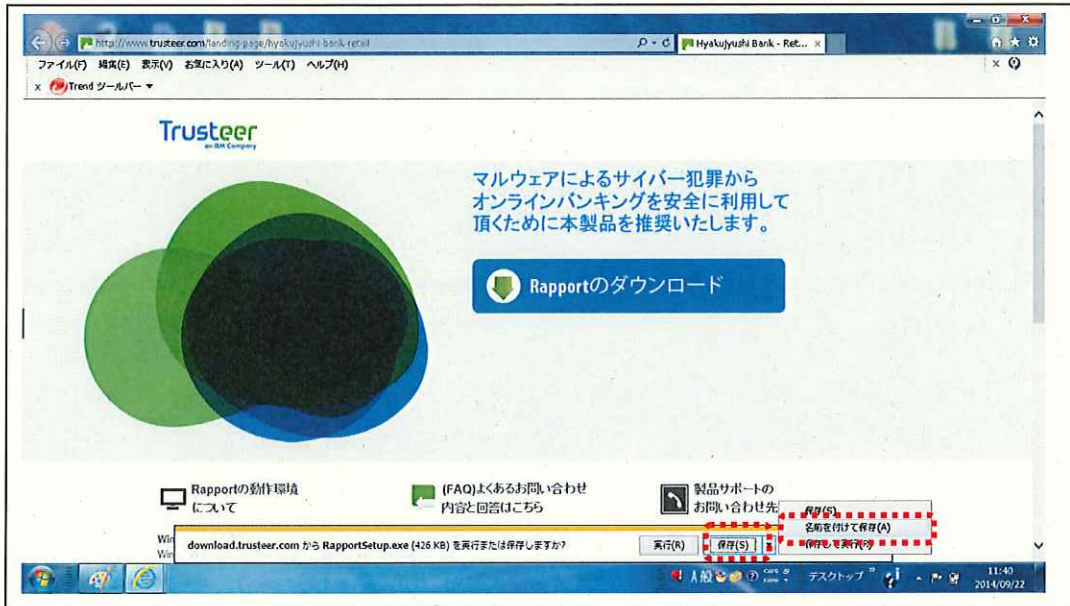 http://www.trusteer.com/landing-page/hyakujyushi-bank-retail
Hyakujyushi Bank - Ret...
ファイル(F) 編集(E) 表示(V) お気に入り(A) ツール(T) ヘルプ(H)
x Trend ツールバー ▼
Trusteer
an IBM Company
マルウェアによるサイバー犯罪から
オンラインバンキングを安全に利用して
頂くために本製品を推奨いたします。
Rapportのダウンロード
Rapportの動作環境
について
(FAQ)よくあるお問い合わせ
内容と回答はこちら
製品サポートの
お問い合わせ先
保存(S)
名前を付けて保存(A)
保存して実行(R)
Win
Win
download.trusteer.com から RapportSetup.exe (426 KB) を実行または保存しますか?
実行(R)
保存(S)
A 般
CAPS
KANA
デスクトップ
11:40
2014/09/22